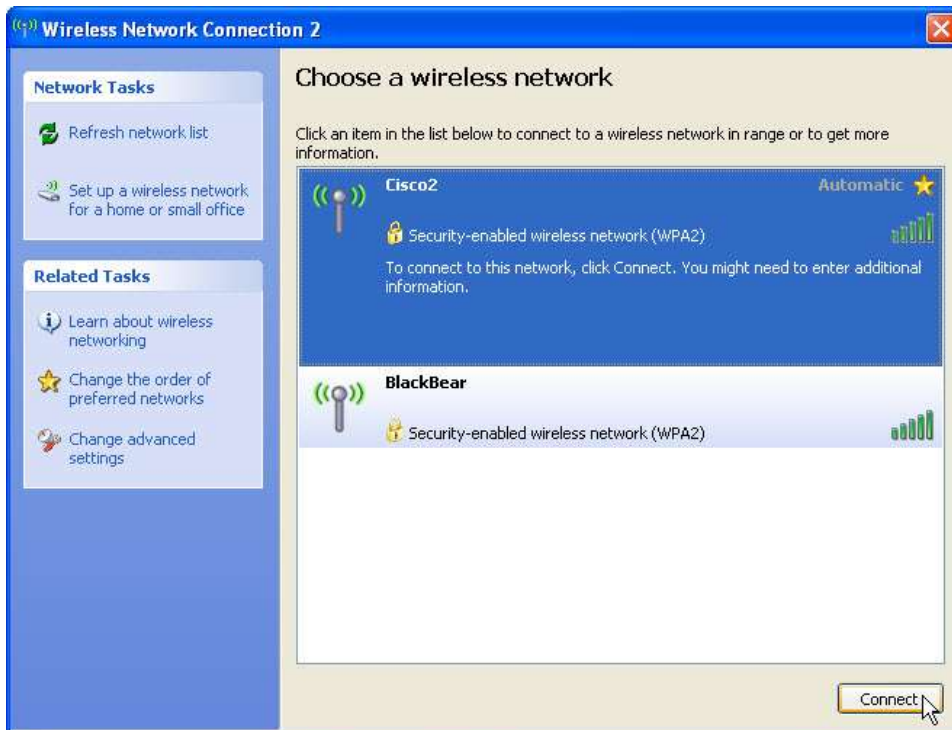 Wireless Network Connection 2
Network Tasks
Refresh network list
Set up a wireless network
for a home or small office
Related Tasks
Learn about wireless
networking
Change the order of
preferred networks
Change advanced
settings
Choose a wireless network
Click an item in the list below to connect to a wireless network in range or to get more
information.
Cisco2
Automatic
Security-enabled wireless network (WPA2)
To connect to this network, click Connect. You might need to enter additional
information.
BlackBear
Security-enabled wireless network (WPA2)
Connect